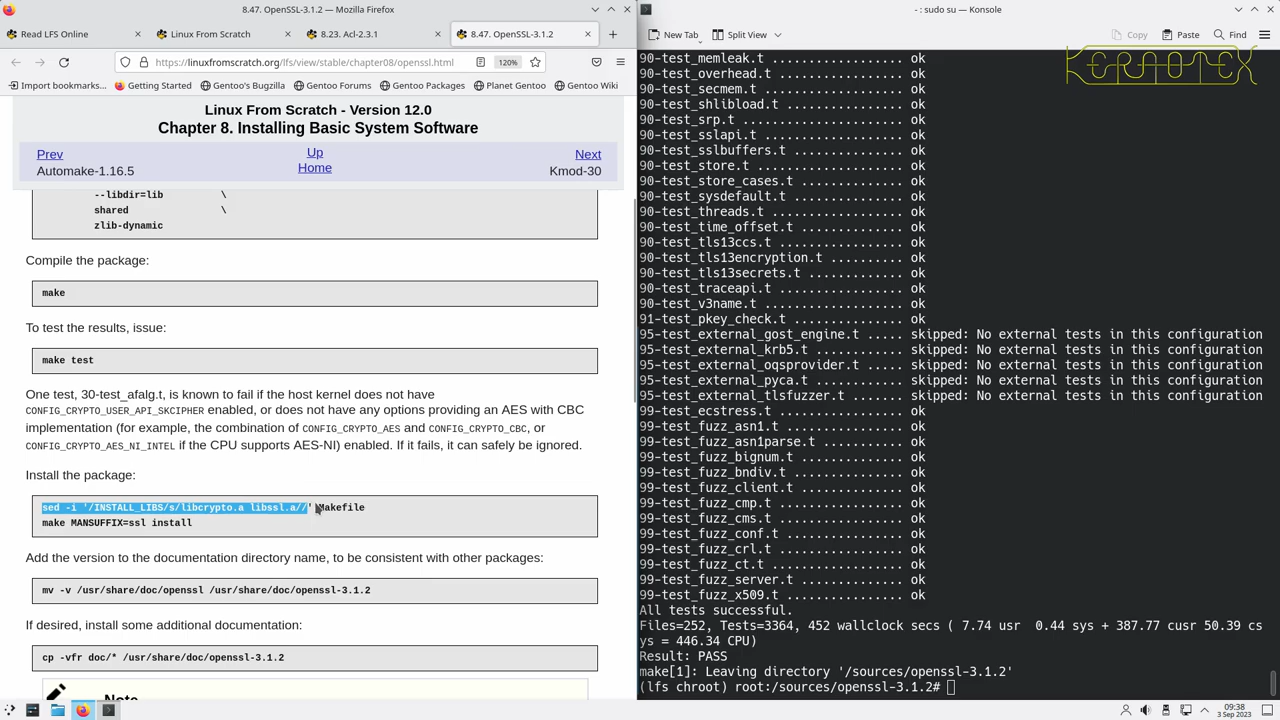 8.47. OpenSSL-3.1.2 — Mozilla Firefox
Read LFS Online
Linux From Scratch
8.23. Acl-2.3.1
8.47. OpenSSL-3.1.2
https://linuxfromscratch.org/lfs/view/stable/chapter08/openssl.html
120%
Import bookmarks...
Getting Started
Gentoo's Bugzilla
Gentoo Forums
Gentoo Packages
Planet Gentoo
Gentoo Wiki
Linux From Scratch - Version 12.0
Chapter 8. Installing Basic System Software
Prev
Up
Next
Automake-1.16.5
Home
Kmod-30
--libdir=lib \
shared \
zlib-dynamic
Compile the package:
make
To test the results, issue:
make test
One test, 30-test_afalg.t, is known to fail if the host kernel does not have
CONFIG_CRYPTO_USER_API_SKCIPHER enabled, or does not have any options providing an AES with CBC
implementation (for example, the combination of CONFIG_CRYPTO_AES and CONFIG_CRYPTO_CBC, or
CONFIG_CRYPTO_AES_NI_INTEL if the CPU supports AES-NI) enabled. If it fails, it can safely be ignored.
Install the package:
sed -i '/INSTALL_LIBS/s/libcrypto.a libssl.a//' Makefile
make MANSUFFIX=ssl install
Add the version to the documentation directory name, to be consistent with other packages:
mv -v /usr/share/doc/openssl /usr/share/doc/openssl-3.1.2
If desired, install some additional documentation:
cp -vfr doc/* /usr/share/doc/openssl-3.1.2
Note
- : sudo su — Konsole
New Tab
Split View
Copy
Paste
Find
KERNOTEX
90-test_memleak.t .................. ok
90-test_overhead.t ................. ok
90-test_secmem.t ................... ok
90-test_shlibload.t ................ ok
90-test_srp.t ...................... ok
90-test_sslapi.t ................... ok
90-test_sslbuffers.t ............... ok
90-test_store.t .................... ok
90-test_store_cases.t .............. ok
90-test_sysdefault.t ............... ok
90-test_threads.t .................. ok
90-test_time_offset.t .............. ok
90-test_tls13ccs.t ................. ok
90-test_tls13encryption.t .......... ok
90-test_tls13secrets.t ............. ok
90-test_traceapi.t ................. ok
90-test_v3name.t ................... ok
91-test_pkey_check.t ............... ok
95-test_external_gost_engine.t ..... skipped: No external tests in this configuration
95-test_external_krb5.t ............ skipped: No external tests in this configuration
95-test_external_oqsprovider.t ..... skipped: No external tests in this configuration
95-test_external_pyca.t ............ skipped: No external tests in this configuration
95-test_external_tlsfuzzer.t ....... skipped: No external tests in this configuration
99-test_ecstress.t ................. ok
99-test_fuzz_asn1.t ................ ok
99-test_fuzz_asn1parse.t ........... ok
99-test_fuzz_bignum.t .............. ok
99-test_fuzz_bndiv.t ............... ok
99-test_fuzz_client.t .............. ok
99-test_fuzz_cmp.t ................. ok
99-test_fuzz_cms.t ................. ok
99-test_fuzz_conf.t ................ ok
99-test_fuzz_crl.t ................. ok
99-test_fuzz_ct.t .................. ok
99-test_fuzz_server.t .............. ok
99-test_fuzz_x509.t ................ ok
All tests successful.
Files=252, Tests=3364, 452 wallclock secs ( 7.74 usr  0.44 sys + 387.77 cusr 50.39 cs
ys = 446.34 CPU)
Result: PASS
make[1]: Leaving directory '/sources/openssl-3.1.2'
(lfs chroot) root:/sources/openssl-3.1.2#
09:38
3 Sep 2023